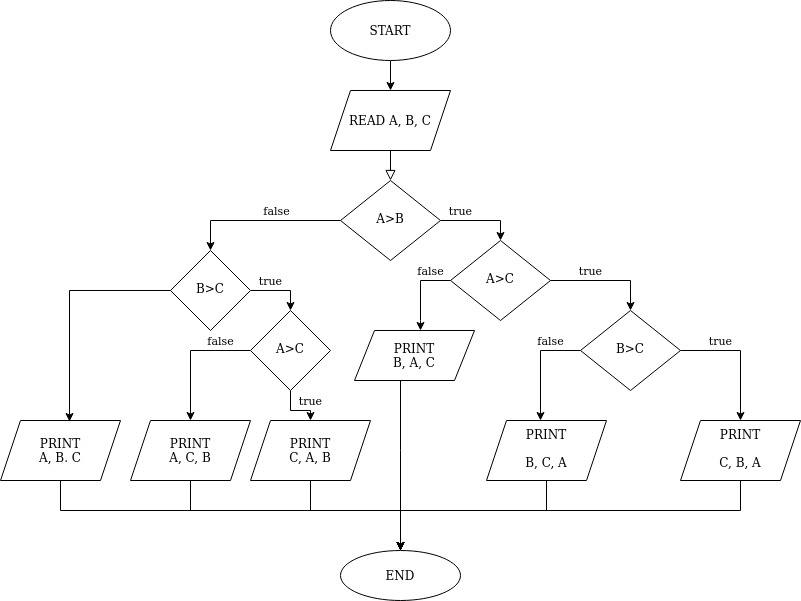 START
READ A, B, C
A>B
false
true
B>C
true
A>C
false
true
A>C
false
true
B>C
false
true
PRINT
A, B. C
PRINT
A, C, B
PRINT
C, A, B
PRINT
B, A, C
PRINT
B, C, A
PRINT
C, B, A
END